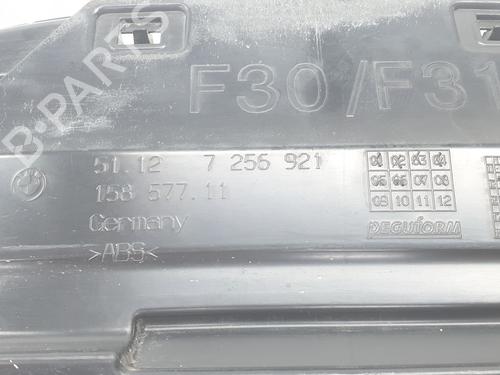 F30/F31
51.12 7 256 921
158 577.11
Germany
>ABS<
01 02 03 04
05 06 07 08
09 10 11 12
PEGUFORM
B-PARTS